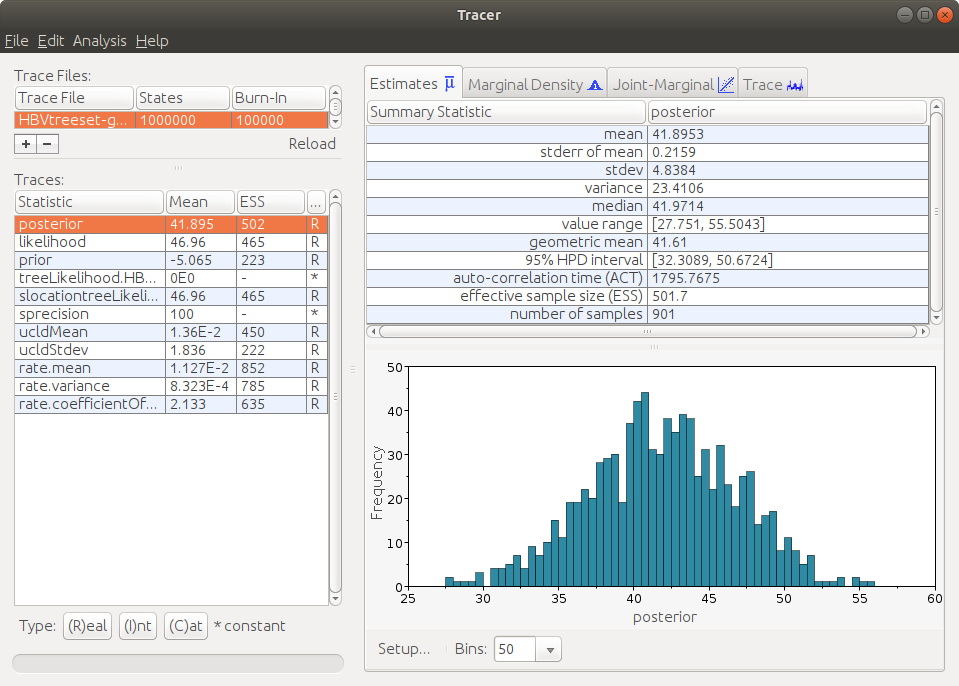 Tracer
File Edit Analysis Help
Trace Files:
Trace File States Burn-In
HBVtreeset-g... 1000000 100000
+ − Reload
Traces:
Statistic Mean ESS ...
posterior 41.895 502 R
likelihood 46.96 465 R
prior -5.065 223 R
treeLikelihood.HB... 0E0 - *
slocationtreeLikeli... 46.96 465 R
sprecision 100 - *
ucldMean 1.36E-2 450 R
ucldStdev 1.836 222 R
rate.mean 1.127E-2 852 R
rate.variance 8.323E-4 785 R
rate.coefficientOf... 2.133 635 R
Type: (R)eal (I)nt (C)at * constant
Estimates μ Marginal Density Joint-Marginal Trace
Summary Statistic posterior
mean 41.8953
stderr of mean 0.2159
stdev 4.8384
variance 23.4106
median 41.9714
value range [27.751, 55.5043]
geometric mean 41.61
95% HPD interval [32.3089, 50.6724]
auto-correlation time (ACT) 1795.7675
effective sample size (ESS) 501.7
number of samples 901
Frequency
50
40
30
20
10
0
25 30 35 40 45 50 55 60
posterior
Setup... Bins: 50